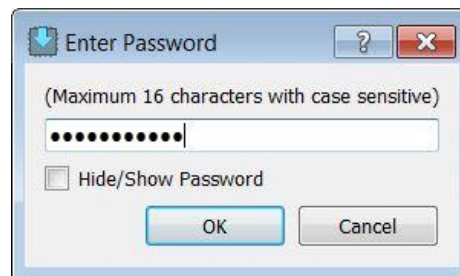 Enter Password
(Maximum 16 characters with case sensitive)
●●●●●●●●●●●
Hide/Show Password
OK Cancel